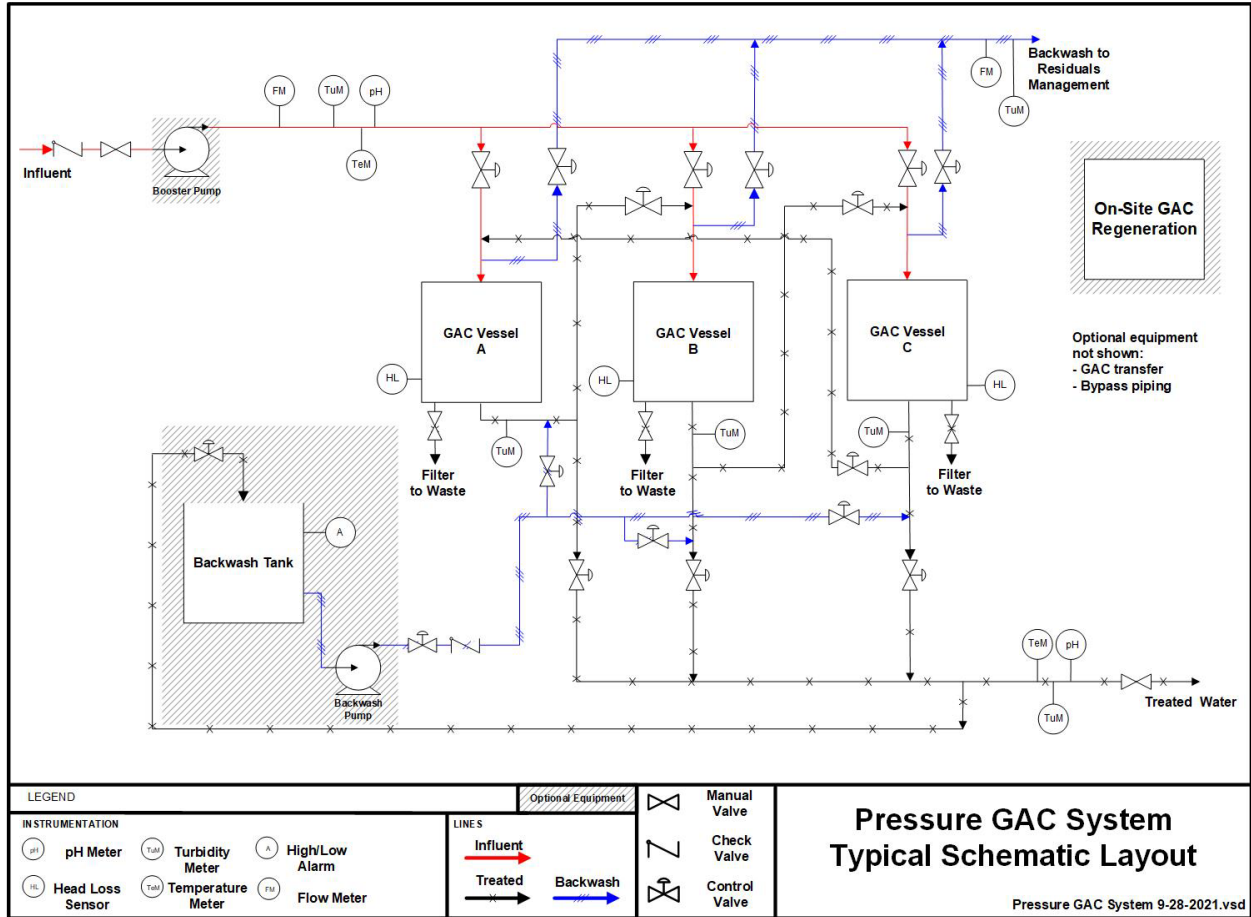 Backwash to
Residuals
Management
FM
TuM
FM
TuM
pH
TeM
Influent
Booster Pump
On-Site GAC
Regeneration
GAC Vessel
A
GAC Vessel
B
GAC Vessel
C
Optional equipment
not shown:
- GAC transfer
- Bypass piping
HL
HL
HL
TuM
TuM
TuM
Filter
to Waste
Filter
to Waste
Filter
to Waste
Backwash Tank
A
Backwash
Pump
TeM
pH
TuM
Treated Water
LEGEND
Optional Equipment
INSTRUMENTATION
pH
pH Meter
TuM
Turbidity
Meter
A
High/Low
Alarm
HL
Head Loss
Sensor
TeM
Temperature
Meter
FM
Flow Meter
LINES
Influent
Treated
Backwash
Manual
Valve
Check
Valve
Control
Valve
Pressure GAC System
Typical Schematic Layout
Pressure GAC System 9-28-2021.vsd